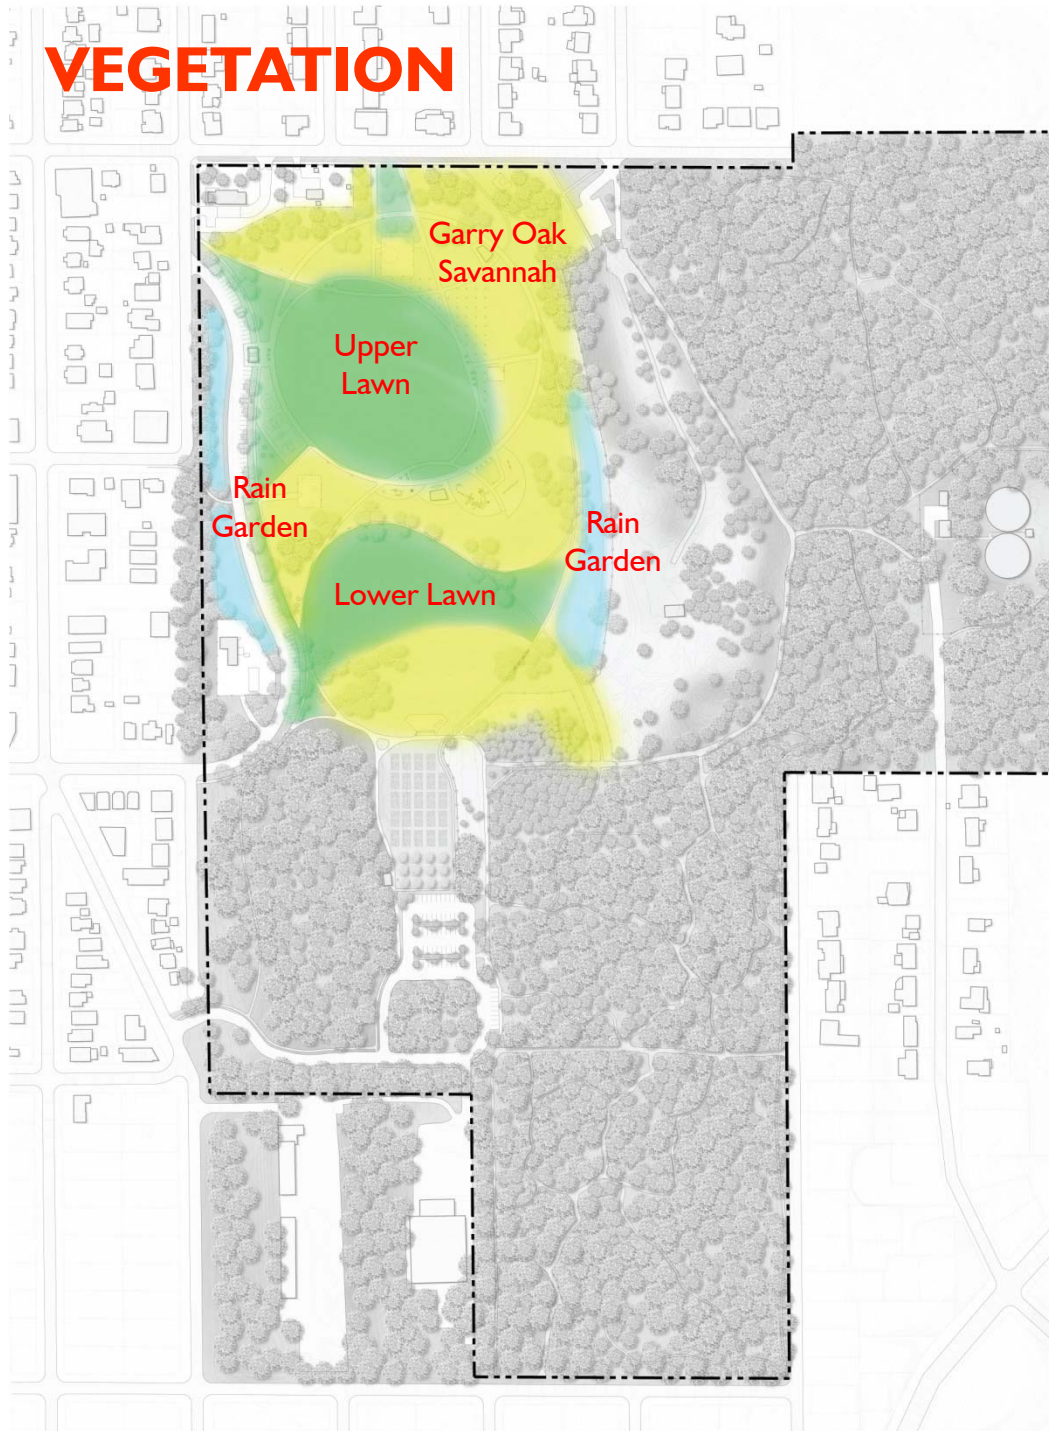 VEGETATION
Garry Oak
Savannah
Upper
Lawn
Rain
Garden
Rain
Garden
Lower Lawn